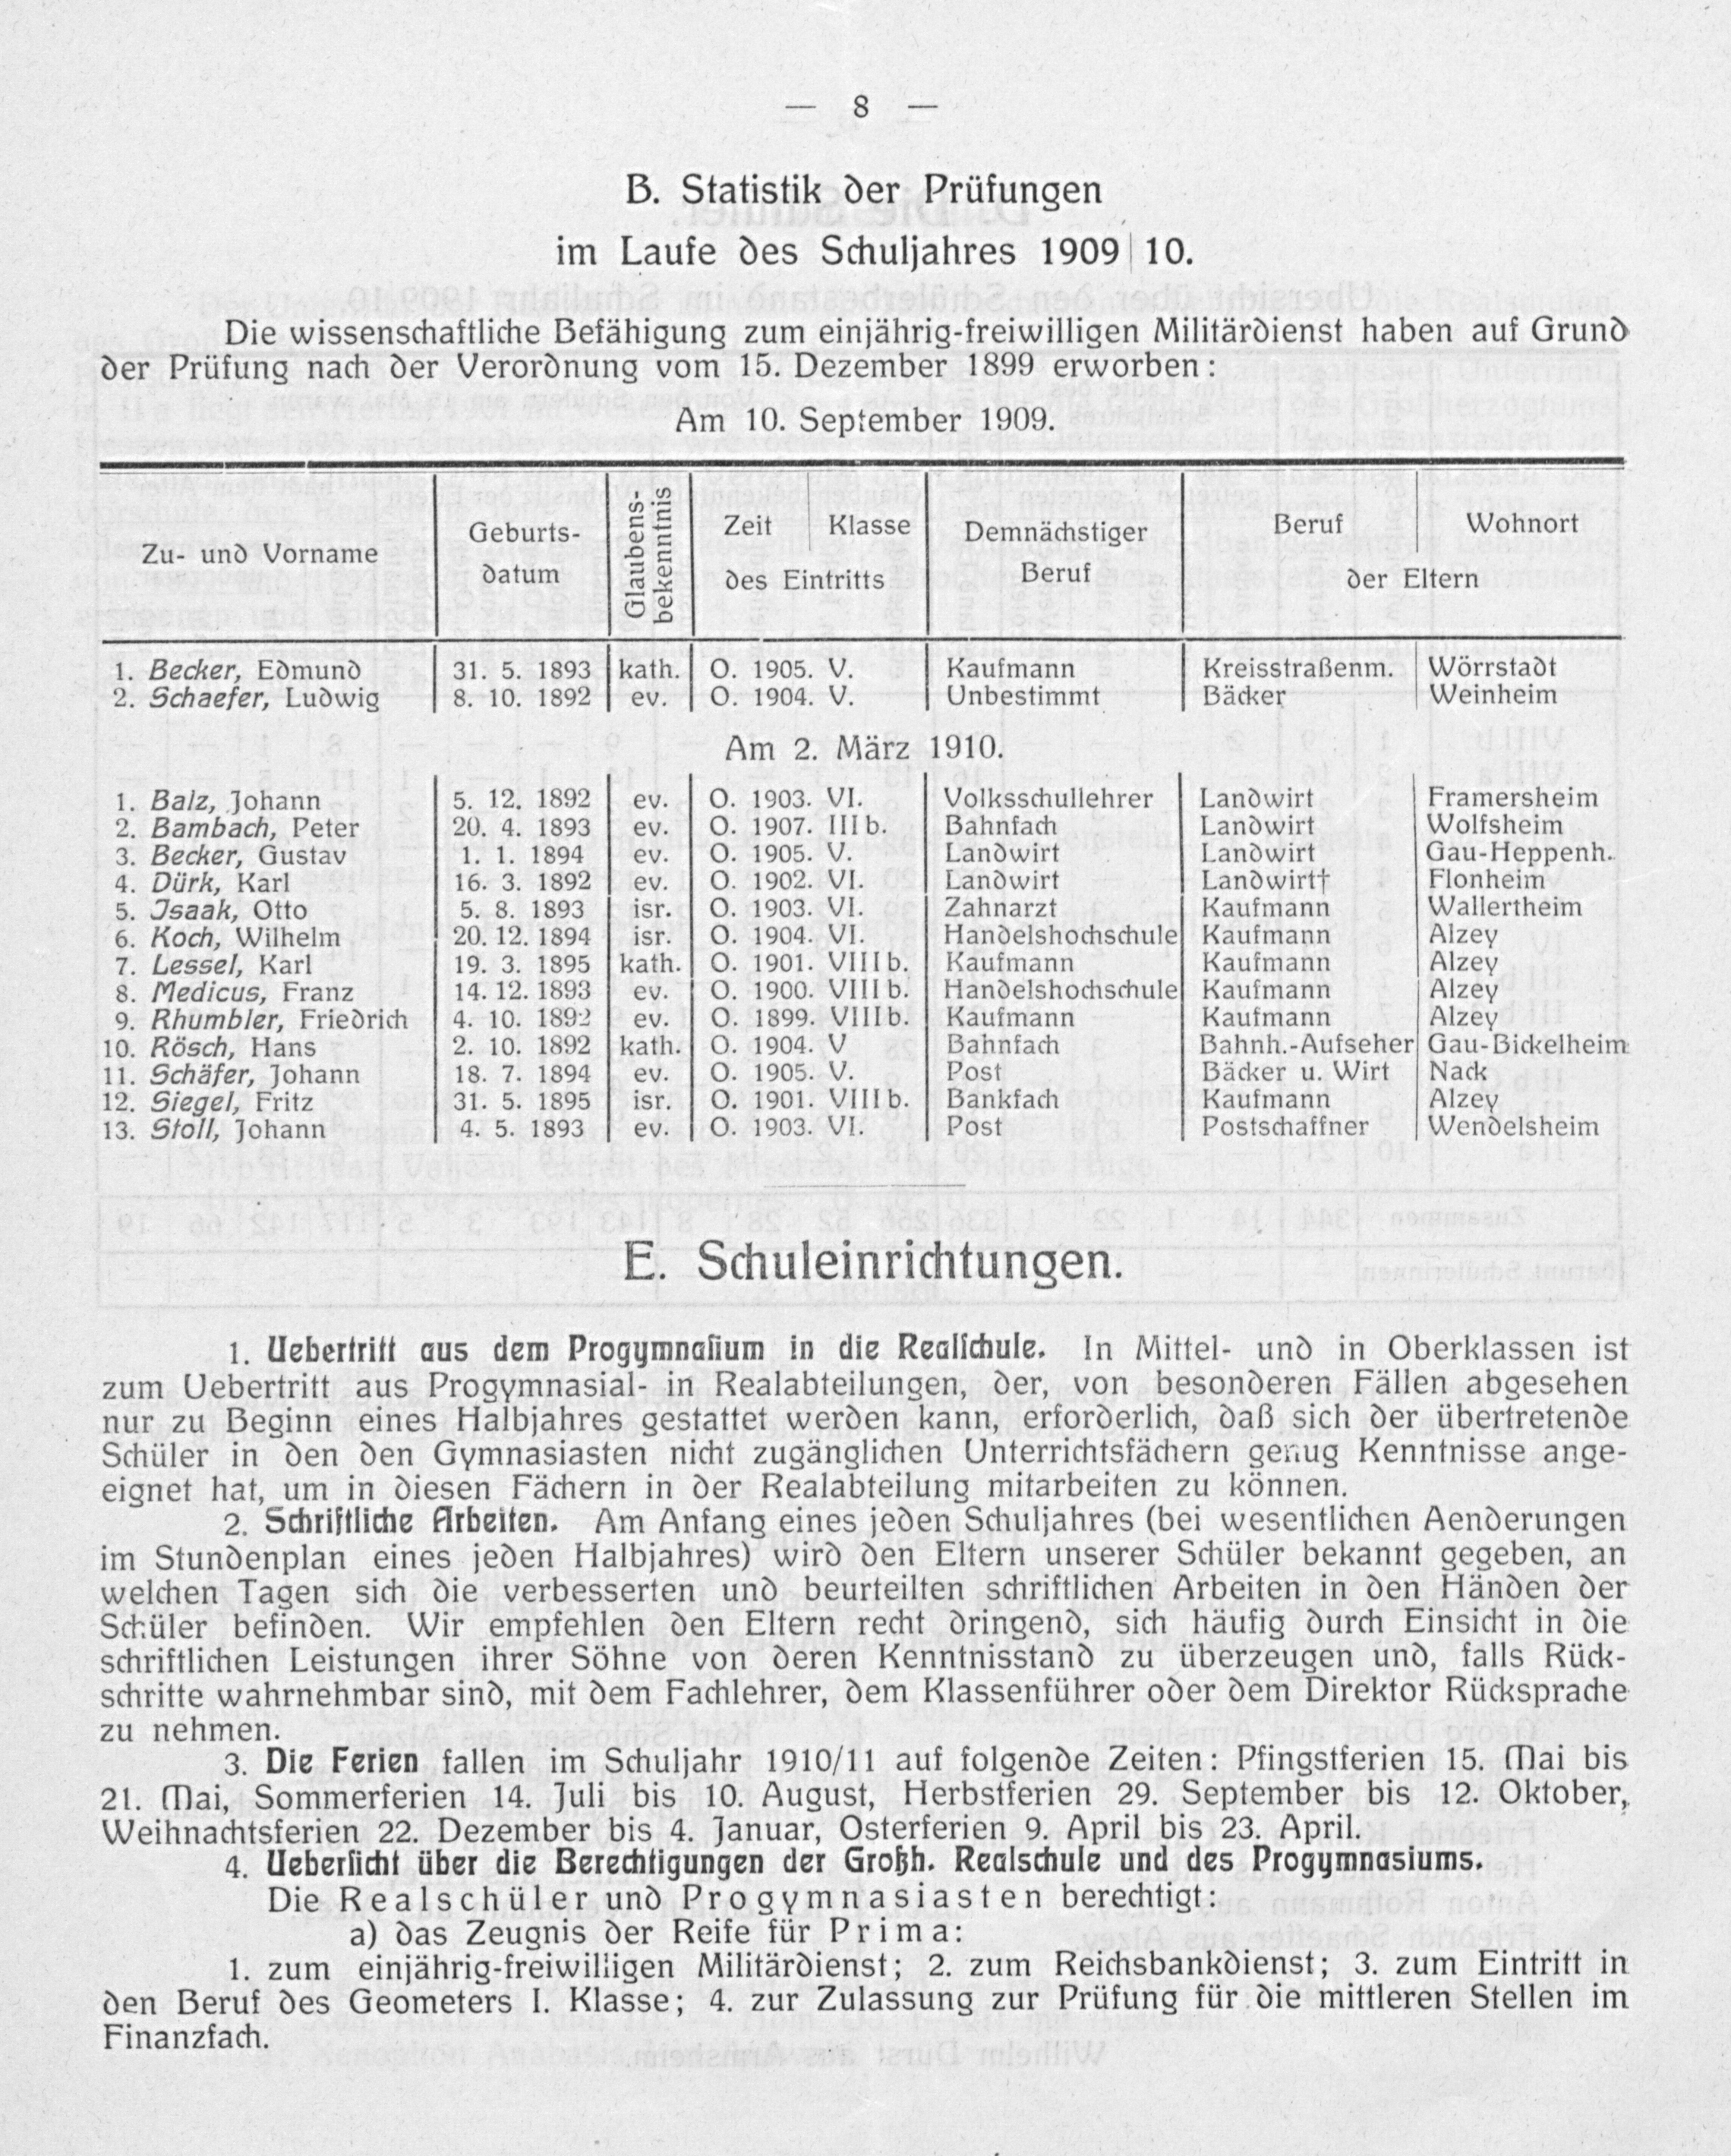 — 8 —
B. Statistik der Prüfungen
im Laufe des Schuljahres 1909|10.
Die wissenschaftliche Befähigung zum einjährig-freiwilligen Militärdienst haben auf Grund
der Prüfung nach der Verordnung vom 15. Dezember 1899 erworben:
Am 10. September 1909.
Zu- und Vorname Geburts-datum Glaubens-bekenntnis Zeit Klasse des Eintritts Demnächstiger Beruf Beruf Wohnort der Eltern
1. Becker, Edmund 31. 5. 1893 kath. O. 1905. V. Kaufmann Kreisstraßenm. Wörrstadt
2. Schaefer, Ludwig 8. 10. 1892 ev. O. 1904. V. Unbestimmt Bäcker Weinheim
Am 2. März 1910.
1. Balz, Johann 5. 12. 1892 ev. O. 1903. VI. Volksschullehrer Landwirt Framersheim
2. Bambach, Peter 20. 4. 1893 ev. O. 1907. III b. Bahnfach Landwirt Wolfsheim
3. Becker, Gustav 1. 1. 1894 ev. O. 1905. V. Landwirt Landwirt Gau-Heppenh.
4. Dürk, Karl 16. 3. 1892 ev. O. 1902. VI. Landwirt Landwirt† Flonheim
5. Isaak, Otto 5. 8. 1893 isr. O. 1903. VI. Zahnarzt Kaufmann Wallertheim
6. Koch, Wilhelm 20. 12. 1894 isr. O. 1904. VI. Handelshochschule Kaufmann Alzey
7. Lessel, Karl 19. 3. 1895 kath. O. 1901. VIII b. Kaufmann Kaufmann Alzey
8. Medicus, Franz 14. 12. 1893 ev. O. 1900. VIII b. Handelshochschule Kaufmann Alzey
9. Rhumbler, Friedrich 4. 10. 1892 ev. O. 1899. VIII b. Kaufmann Kaufmann Alzey
10. Rösch, Hans 2. 10. 1892 kath. O. 1904. V Bahnfach Bahnh.-Aufseher Gau-Bickelheim
11. Schäfer, Johann 18. 7. 1894 ev. O. 1905. V. Post Bäcker u. Wirt Nack
12. Siegel, Fritz 31. 5. 1895 isr. O. 1901. VIII b. Bankfach Kaufmann Alzey
13. Stoll, Johann 4. 5. 1893 ev. O. 1903. VI. Post Postschaffner Wendelsheim
E. Schuleinrichtungen.
1. Uebertritt aus dem Progymnasium in die Realschule. In Mittel- und in Oberklassen ist
zum Uebertritt aus Progymnasial- in Realabteilungen, der, von besonderen Fällen abgesehen
nur zu Beginn eines Halbjahres gestattet werden kann, erforderlich, daß sich der übertretende
Schüler in den den Gymnasiasten nicht zugänglichen Unterrichtsfächern genug Kenntnisse ange-
eignet hat, um in diesen Fächern in der Realabteilung mitarbeiten zu können.
2. Schriftliche Arbeiten. Am Anfang eines jeden Schuljahres (bei wesentlichen Aenderungen
im Stundenplan eines jeden Halbjahres) wird den Eltern unserer Schüler bekannt gegeben, an
welchen Tagen sich die verbesserten und beurteilten schriftlichen Arbeiten in den Händen der
Schüler befinden. Wir empfehlen den Eltern recht dringend, sich häufig durch Einsicht in die
schriftlichen Leistungen ihrer Söhne von deren Kenntnisstand zu überzeugen und, falls Rück-
schritte wahrnehmbar sind, mit dem Fachlehrer, dem Klassenführer oder dem Direktor Rücksprache
zu nehmen.
3. Die Ferien fallen im Schuljahr 1910/11 auf folgende Zeiten: Pfingstferien 15. Mai bis
21. Mai, Sommerferien 14. Juli bis 10. August, Herbstferien 29. September bis 12. Oktober,
Weihnachtsferien 22. Dezember bis 4. Januar, Osterferien 9. April bis 23. April.
4. Uebersicht über die Berechtigungen der Großh. Realschule und des Progymnasiums.
Die Realschüler und Progymnasiasten berechtigt:
a) das Zeugnis der Reife für Prima:
1. zum einjährig-freiwilligen Militärdienst; 2. zum Reichsbankdienst; 3. zum Eintritt in
den Beruf des Geometers I. Klasse; 4. zur Zulassung zur Prüfung für die mittleren Stellen im
Finanzfach.